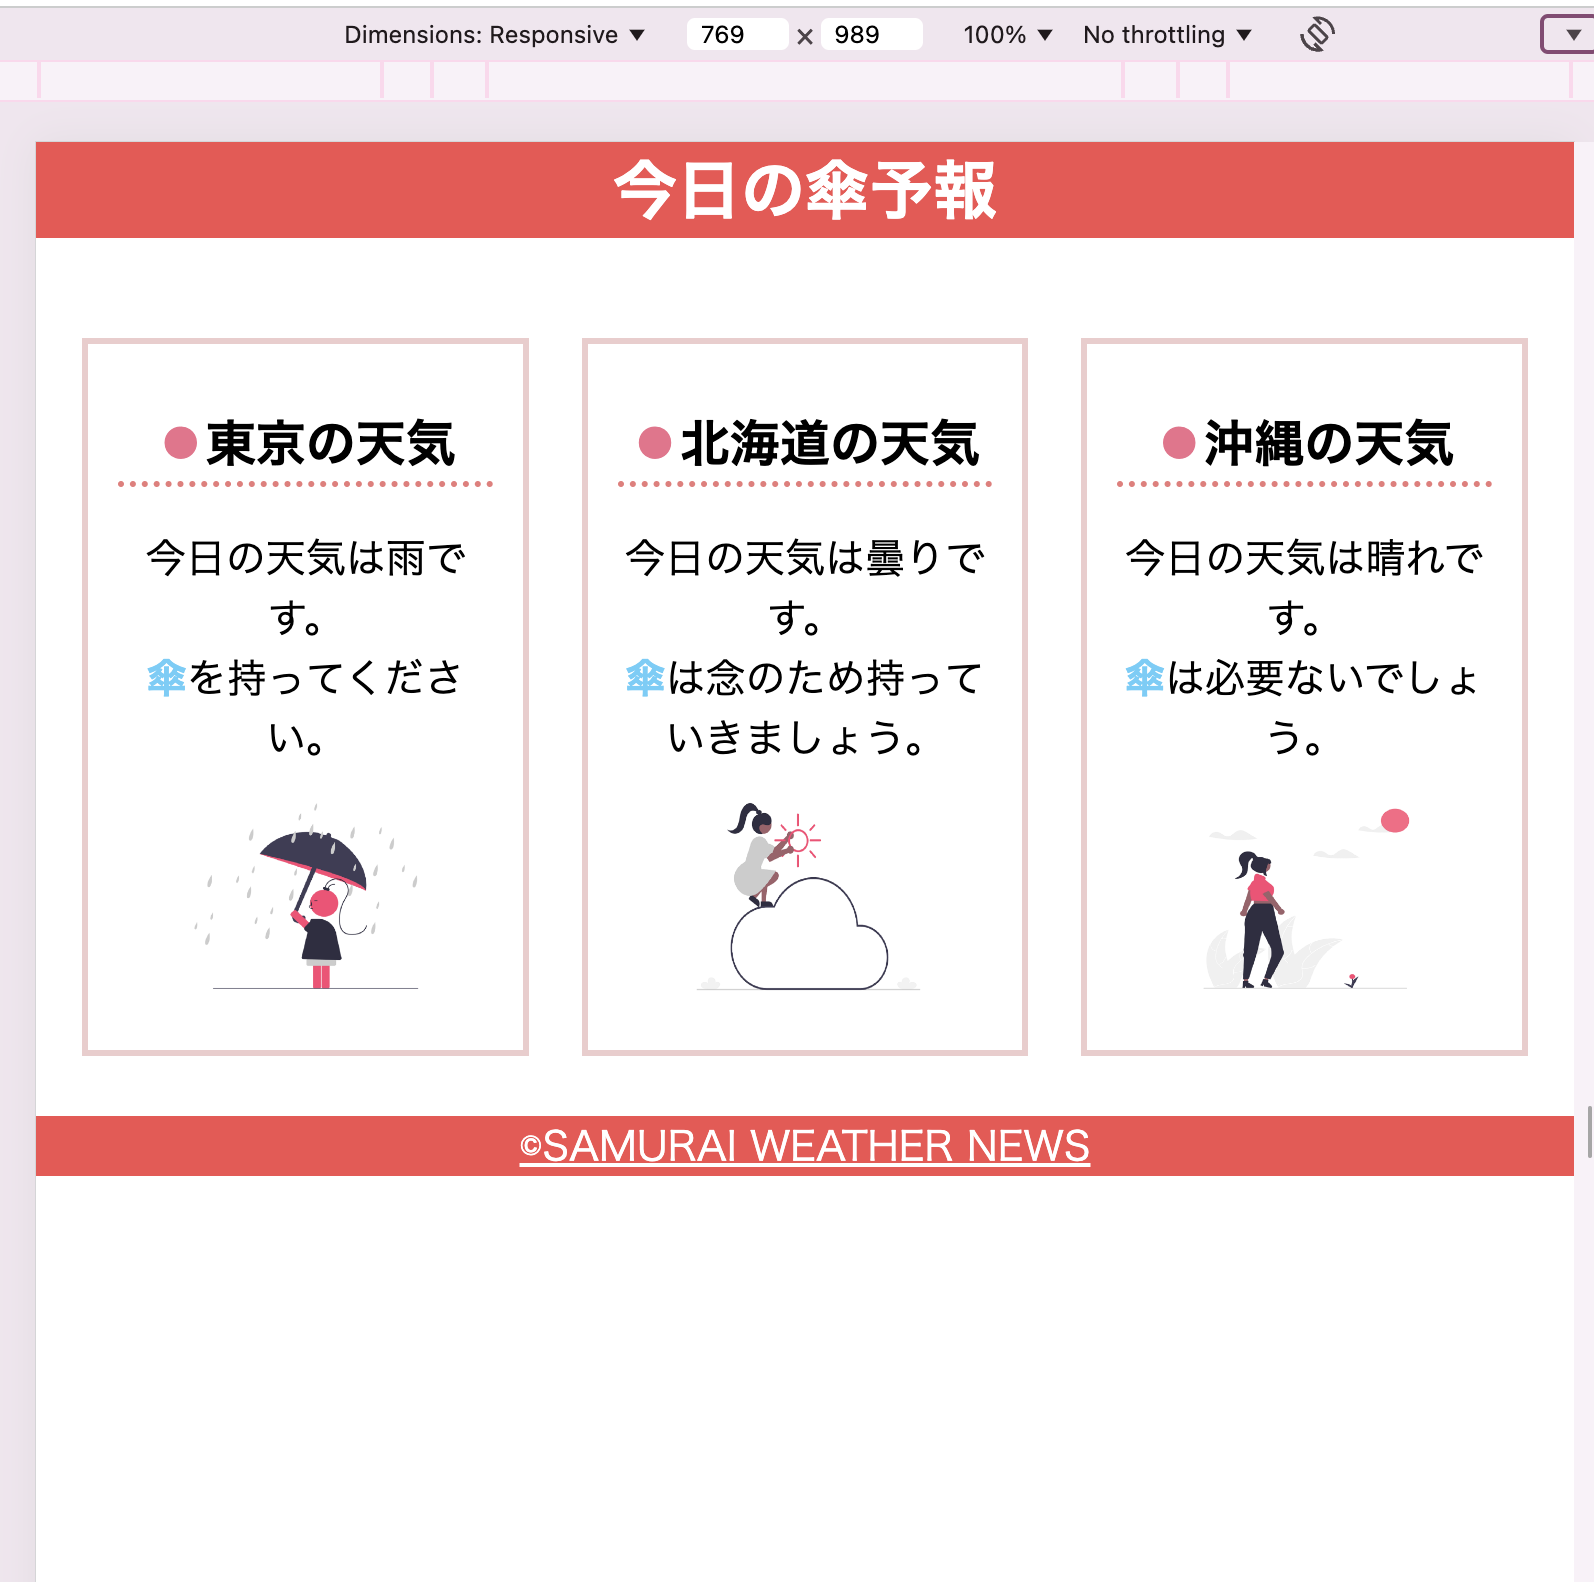 Dimensions: Responsive ▼ 769 × 989 100% ▼ No throttling ▼
今日の傘予報
●東京の天気
今日の天気は雨で
す。
傘を持ってくださ
い。
●北海道の天気
今日の天気は曇りで
す。
傘は念のため持って
いきましょう。
●沖縄の天気
今日の天気は晴れで
す。
傘は必要ないでしょ
う。
©SAMURAI WEATHER NEWS